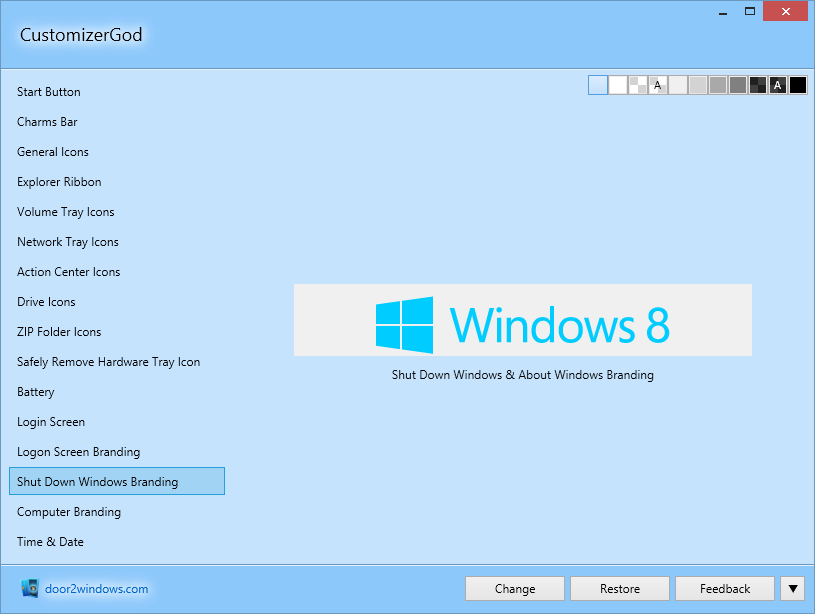 CustomizerGod
A A
Start Button
Charms Bar
General Icons
Explorer Ribbon
Volume Tray Icons
Network Tray Icons
Action Center Icons
Drive Icons
ZIP Folder Icons
Safely Remove Hardware Tray Icon
Battery
Login Screen
Logon Screen Branding
Shut Down Windows Branding
Computer Branding
Time & Date
Windows 8
Shut Down Windows & About Windows Branding
door2windows.com
Change Restore Feedback